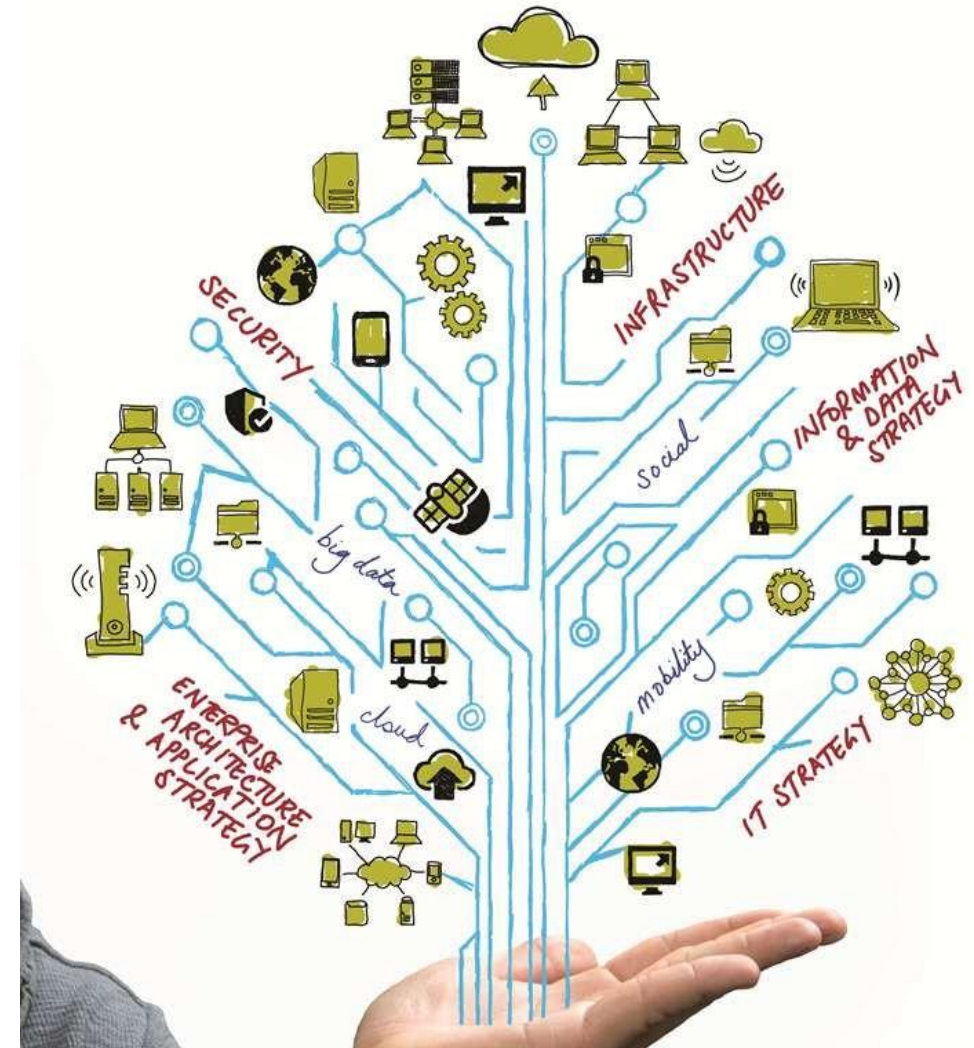 SECURITY
INFRASTRUCTURE
INFORMATION
& DATA
STRATEGY
social
big data
mobility
cloud
ENTERPRISE
ARCHITECTURE
& APPLICATION
STRATEGY
IT STRATEGY